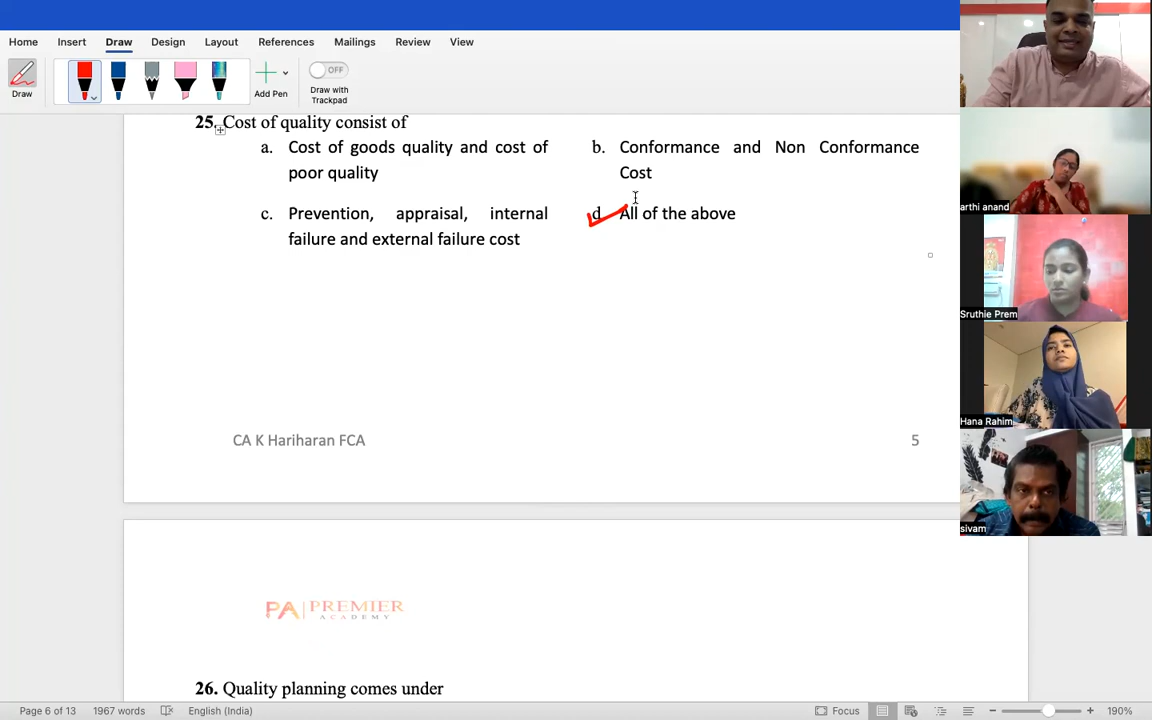 Home Insert Draw Design Layout References Mailings Review View
OFF
Draw
Add Pen
Draw with
Trackpad
25. Cost of quality consist of
a. Cost of goods quality and cost of
poor quality
b. Conformance and Non Conformance
Cost
c. Prevention, appraisal, internal
failure and external failure cost
d. All of the above
CA K Hariharan FCA
5
PA | PREMIER
ACADEMY
26. Quality planning comes under
arthi anand
Sruthie Prem
Hana Rahim
sivam
Page 6 of 13 1967 words English (India) Focus 190%